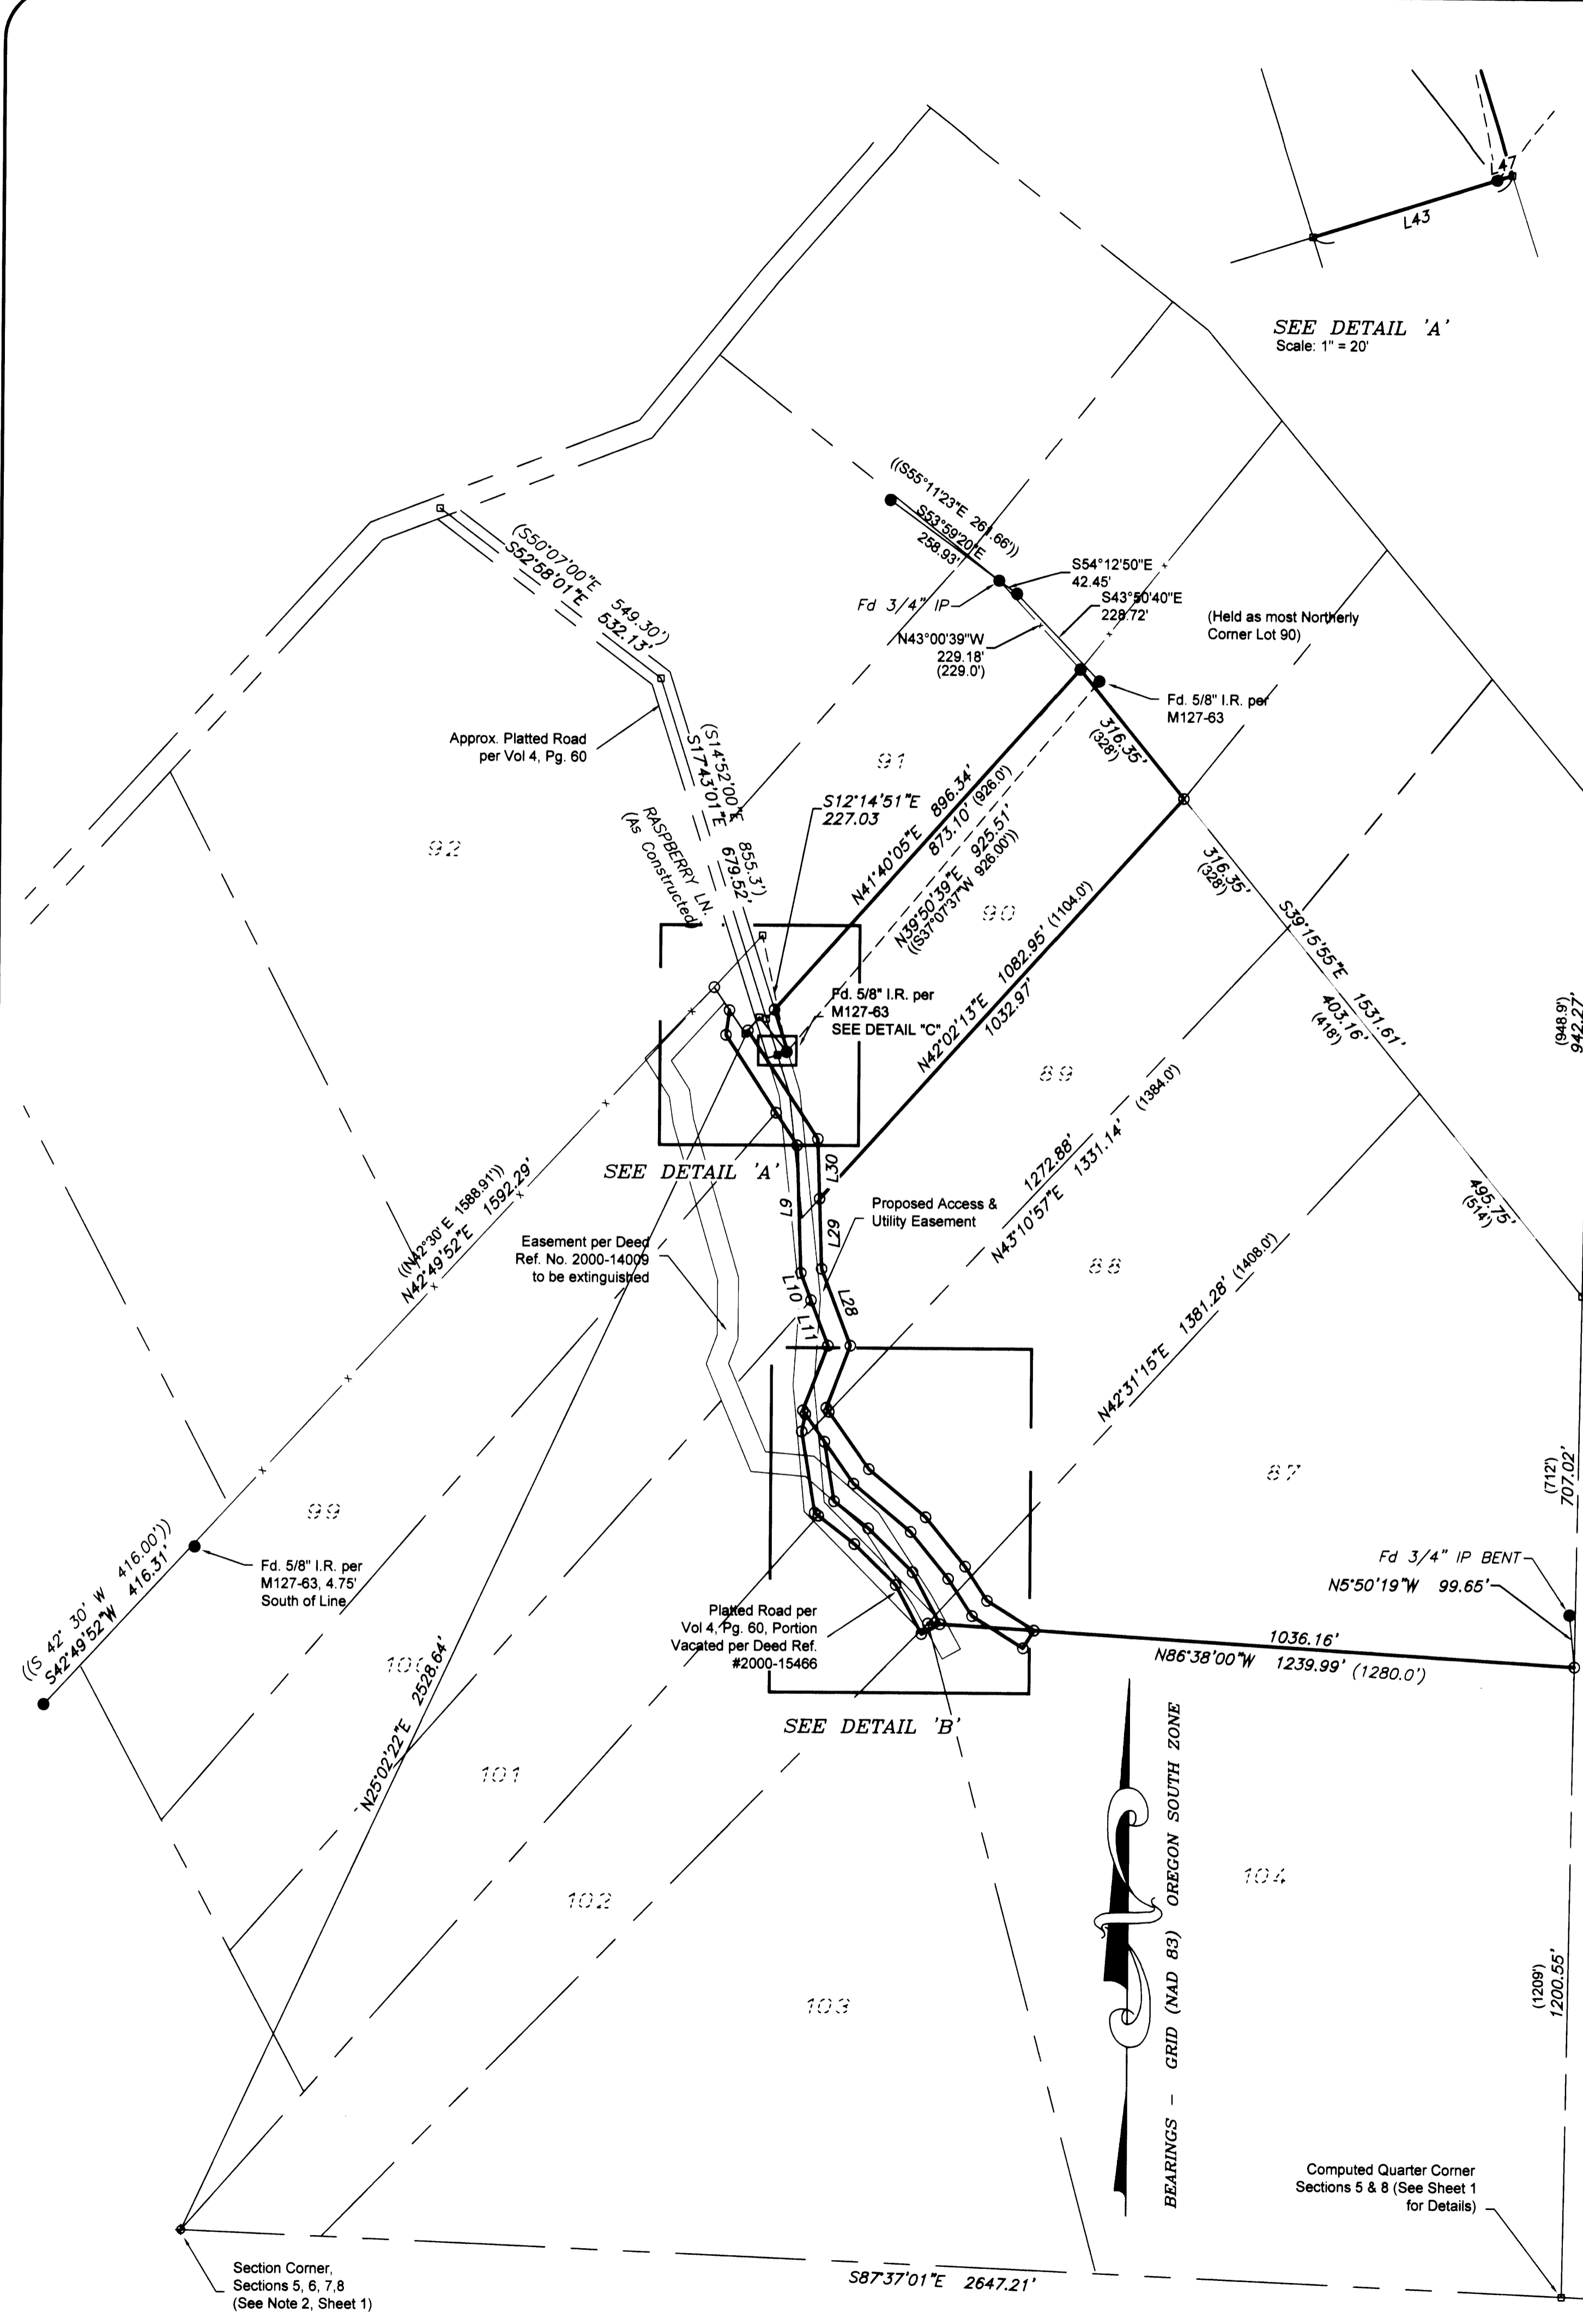 L47
L43
SEE DETAIL 'A'
Scale: 1" = 20'
((S55°11'23"E 261.66'))
S53°59'20"E
258.93'
S54°12'50"E
42.45'
S43°50'40"E
228.72'
Fd 3/4" IP
(Held as most Northerly
Corner Lot 90)
N43°00'39"W
229.18'
(229.0')
Fd. 5/8" I.R. per
M127-63
(S50°07'00"E 549.30')
S52°58'01"E 532.13'
Approx. Platted Road
per Vol 4, Pg. 60
(S14°52'00"E 855.3')
S17°43'01"E 679.52'
RASPBERRY LN.
(As Constructed)
91
S12°14'51"E
227.03
92
316.35'
(328')
N41°40'05"E 896.34'
873.10' (926.0')
N39°50'39"E 925.51'
((S37°07'37"W 926.00'))
90
N42°02'13"E 1082.95' (1104.0')
1032.97'
316.35'
(328')
S39°15'55"E 1531.61'
403.16'
(418')
(948.9')
942.27'
Fd. 5/8" I.R. per
M127-63
SEE DETAIL "C"
89
SEE DETAIL 'A'
L30
L9
L29
Proposed Access &
Utility Easement
1272.88'
N43°10'57"E 1331.14' (1384.0')
495.75'
(514')
((N42°30'E 1588.91'))
N42°49'52"E 1592.29'
Easement per Deed
Ref. No. 2000-14009
to be extinguished
L10
L28
L11
88
N42°31'15"E 1381.28' (1408.0')
87
(712')
707.02'
99
Fd. 5/8" I.R. per
M127-63, 4.75'
South of Line
((S 42° 30' W 416.00'))
S42°49'52"W 416.31'
Fd 3/4" IP BENT
N5°50'19"W 99.65'
Platted Road per
Vol 4, Pg. 60, Portion
Vacated per Deed Ref.
#2000-15466
1036.16'
N86°38'00"W 1239.99' (1280.0')
100
N25°02'22"E 2528.64'
SEE DETAIL 'B'
101
102
103
104
BEARINGS - GRID (NAD 83) OREGON SOUTH ZONE
(1209')
1200.55'
Computed Quarter Corner
Sections 5 & 8 (See Sheet 1
for Details)
Section Corner,
Sections 5, 6, 7,8
(See Note 2, Sheet 1)
S87°37'01"E 2647.21'